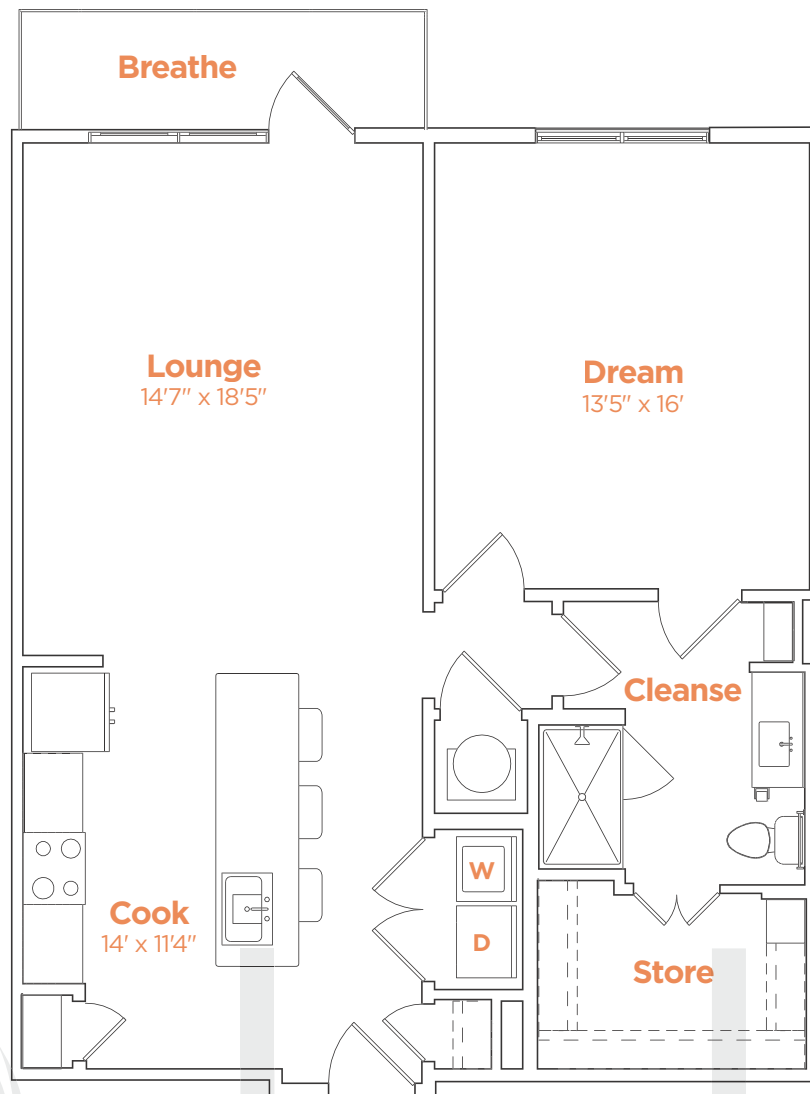 Breathe
Lounge
14'7" x 18'5"
Dream
13'5" x 16'
Cleanse
W
D
Cook
14' x 11'4"
Store